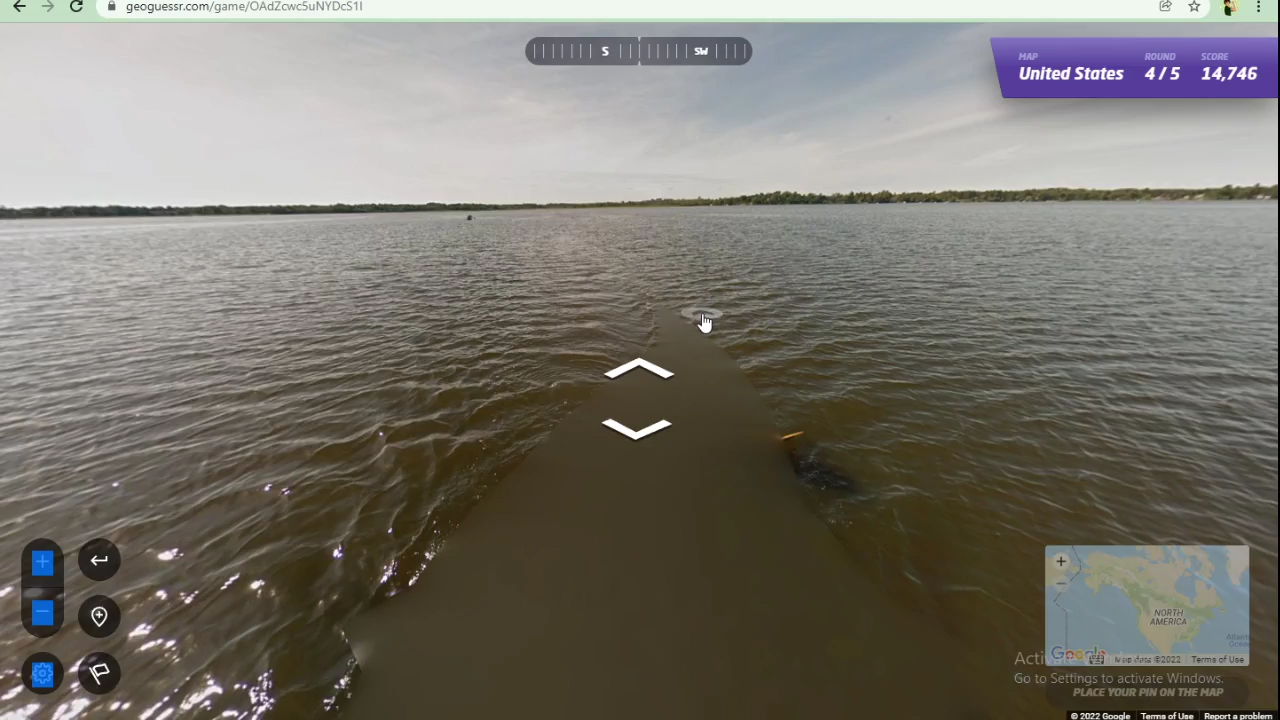 geoguessr.com/game/OAdZcwc5uNYDcS1I
S
SW
MAP
United States
ROUND
4 / 5
SCORE
14,746
NORTH
AMERICA
Google
Map data ©2022
Terms of Use
Go to Settings to activate Windows.
PLACE YOUR PIN ON THE MAP
© 2022 Google
Terms of Use
Report a problem